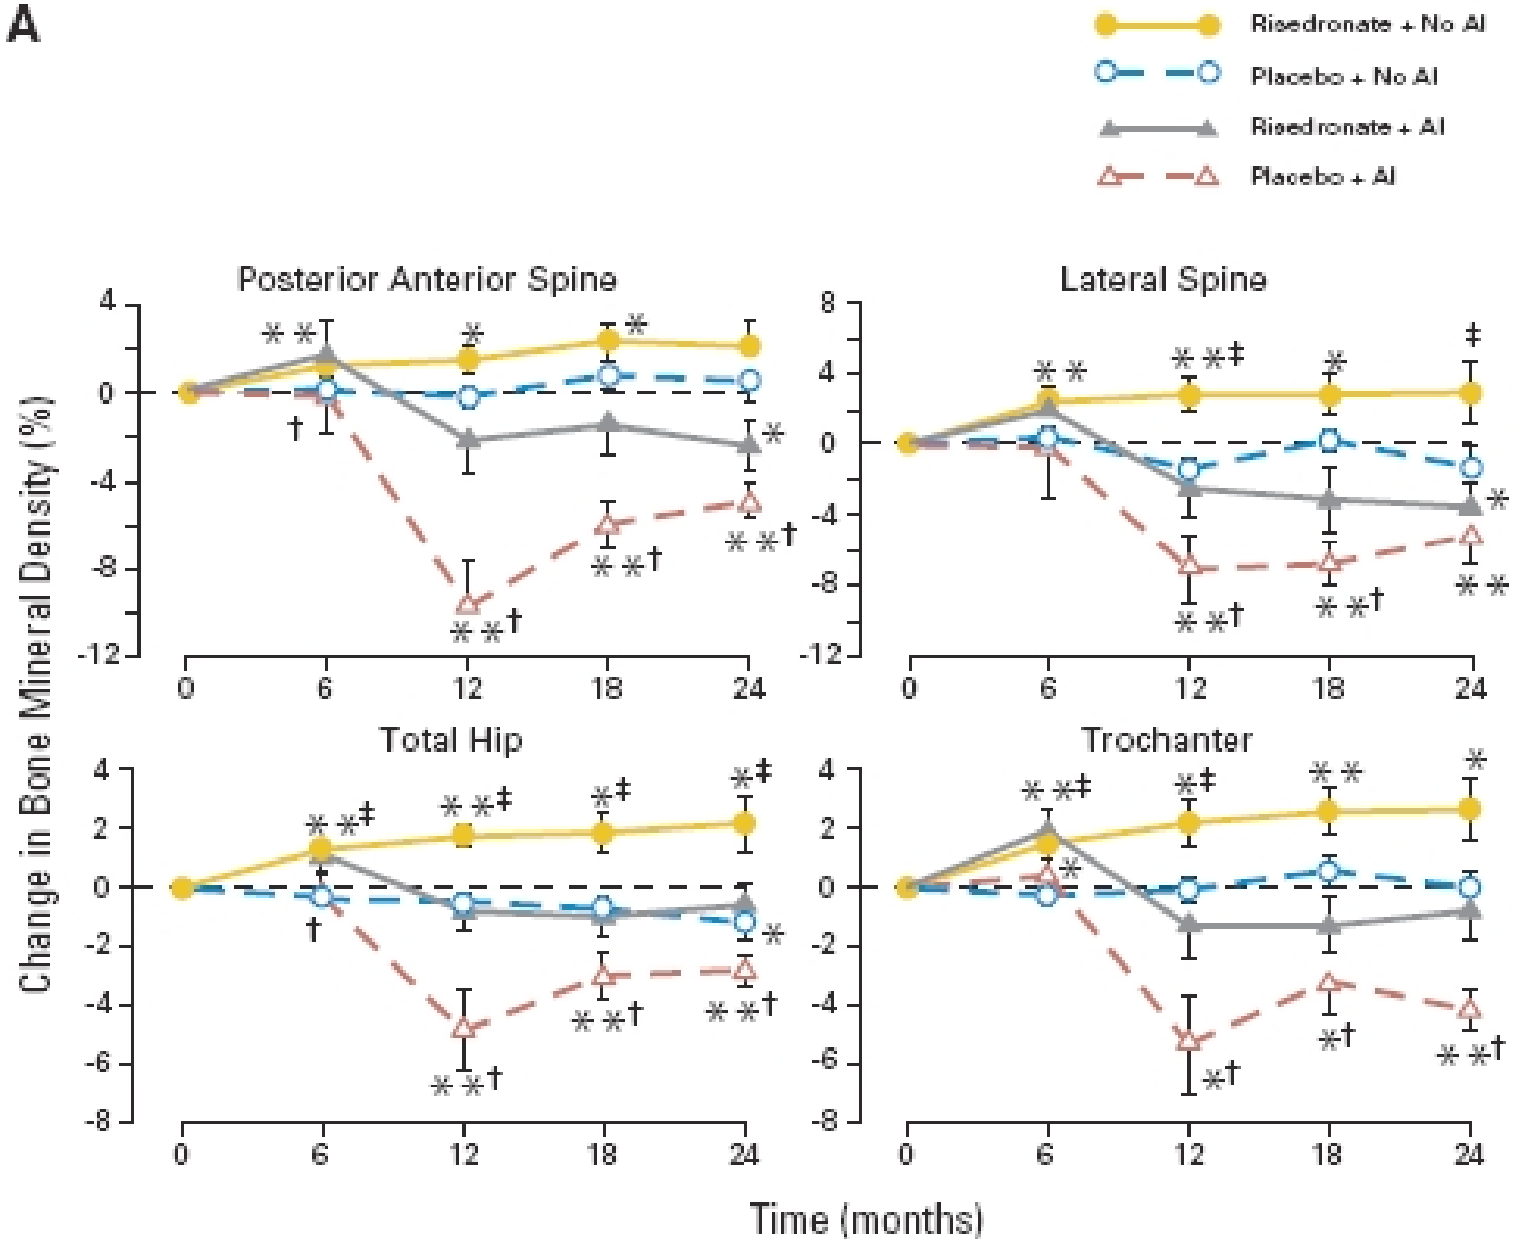 A
Risedronate + No AI
Placebo + No AI
Risedronate + AI
Placebo + AI
Change in Bone Mineral Density (%)
Posterior Anterior Spine
4
0
-4
-8
-12
0 6 12 18 24
** * *
†
*
**† **† **†
Lateral Spine
8
4
0
-4
-8
-12
0 6 12 18 24
** **‡ * ‡
*
**† **† **
Total Hip
4
2
0
-2
-4
-6
-8
0 6 12 18 24
**‡ **‡ *‡ *‡
†
*
**† **† **†
Trochanter
4
2
0
-2
-4
-6
-8
0 6 12 18 24
**‡ *‡ ** *
*
*† *† **†
Time (months)